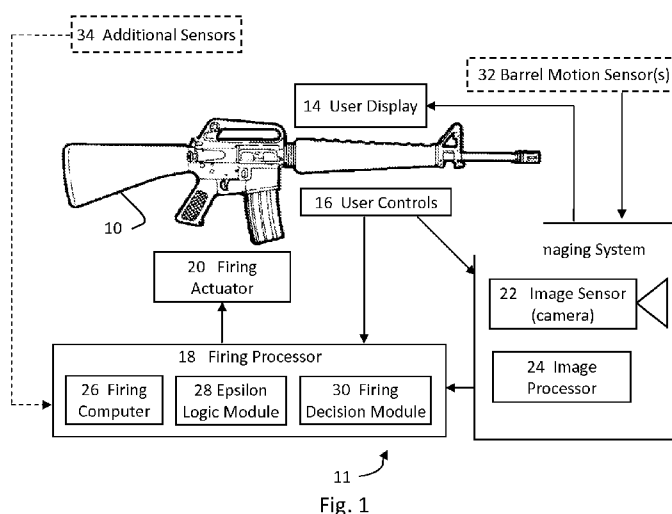 34 Additional Sensors
32 Barrel Motion Sensor(s)
14 User Display
10
16 User Controls
maging System
20 Firing
Actuator
22 Image Sensor
(camera)
18 Firing Processor
24 Image
Processor
26 Firing
Computer
28 Epsilon
Logic Module
30 Firing
Decision Module
11
Fig. 1